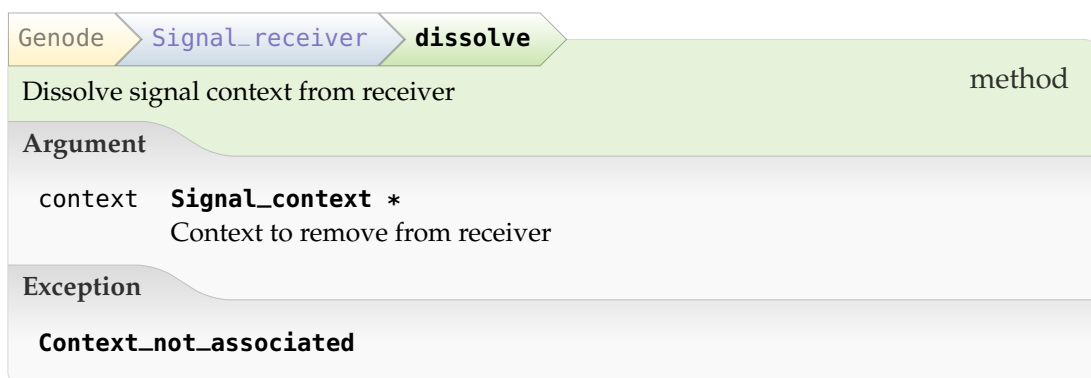 Genode Signal_receiver dissolve
method
Dissolve signal context from receiver
Argument
context Signal_context *
Context to remove from receiver
Exception
Context_not_associated